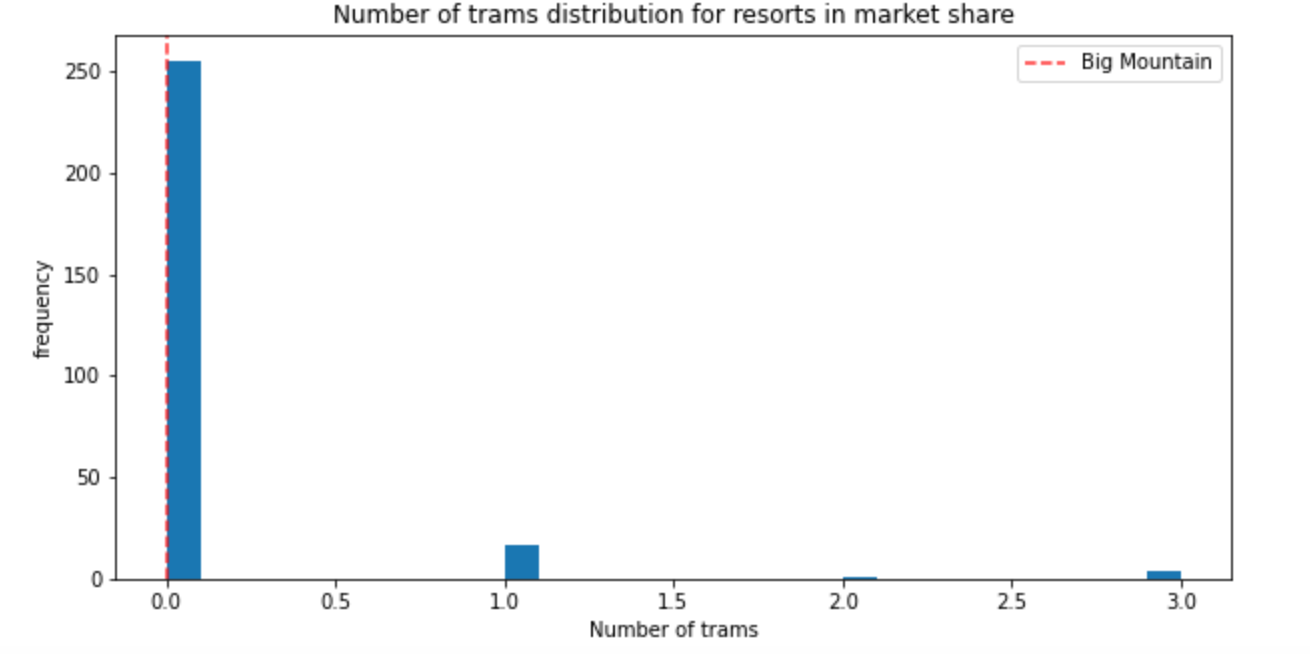 Number of trams distribution for resorts in market share
Big Mountain
250
200
150
100
50
0
frequency
0.0 0.5 1.0 1.5 2.0 2.5 3.0
Number of trams